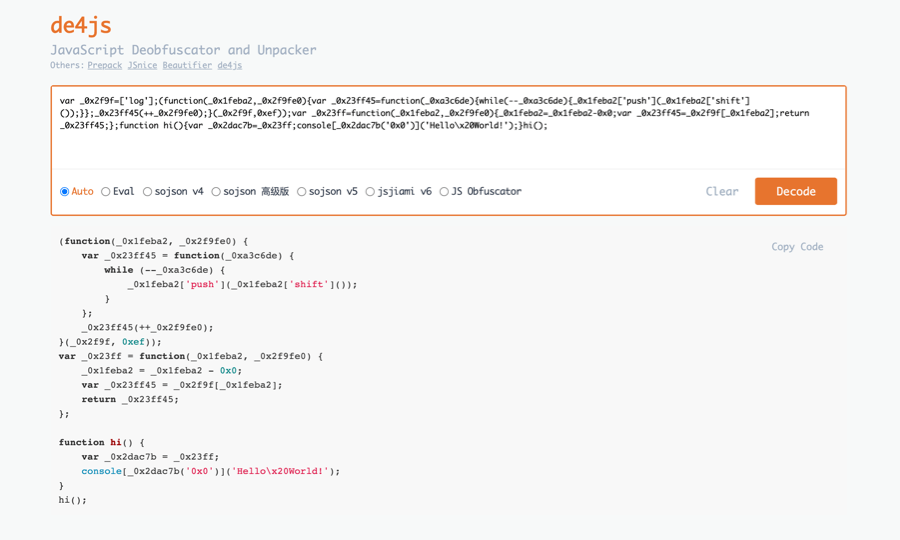 de4js
JavaScript Deobfuscator and Unpacker
Others: Prepack JSnice Beautifier de4js
var _0x2f9f=['log'];(function(_0x1feba2,_0x2f9fe0){var _0x23ff45=function(_0xa3c6de){while(--_0xa3c6de){_0x1feba2['push'](_0x1feba2['shift']
());}};_0x23ff45(++_0x2f9fe0);}(_0x2f9f,0xef));var _0x23ff=function(_0x1feba2,_0x2f9fe0){_0x1feba2=_0x1feba2-0x0;var _0x23ff45=_0x2f9f[_0x1feba2];return
_0x23ff45;};function hi(){var _0x2dac7b=_0x23ff;console[_0x2dac7b('0x0')]('Hello\x20World!');}hi();
Auto Eval sojson v4 sojson 高级版 sojson v5 jsjiami v6 JS Obfuscator Clear Decode
Copy Code
(function(_0x1feba2, _0x2f9fe0) {
    var _0x23ff45 = function(_0xa3c6de) {
        while (--_0xa3c6de) {
            _0x1feba2['push'](_0x1feba2['shift']());
        }
    };
    _0x23ff45(++_0x2f9fe0);
}(_0x2f9f, 0xef));
var _0x23ff = function(_0x1feba2, _0x2f9fe0) {
    _0x1feba2 = _0x1feba2 - 0x0;
    var _0x23ff45 = _0x2f9f[_0x1feba2];
    return _0x23ff45;
};
function hi() {
    var _0x2dac7b = _0x23ff;
    console[_0x2dac7b('0x0')]('Hello\x20World!');
}
hi();